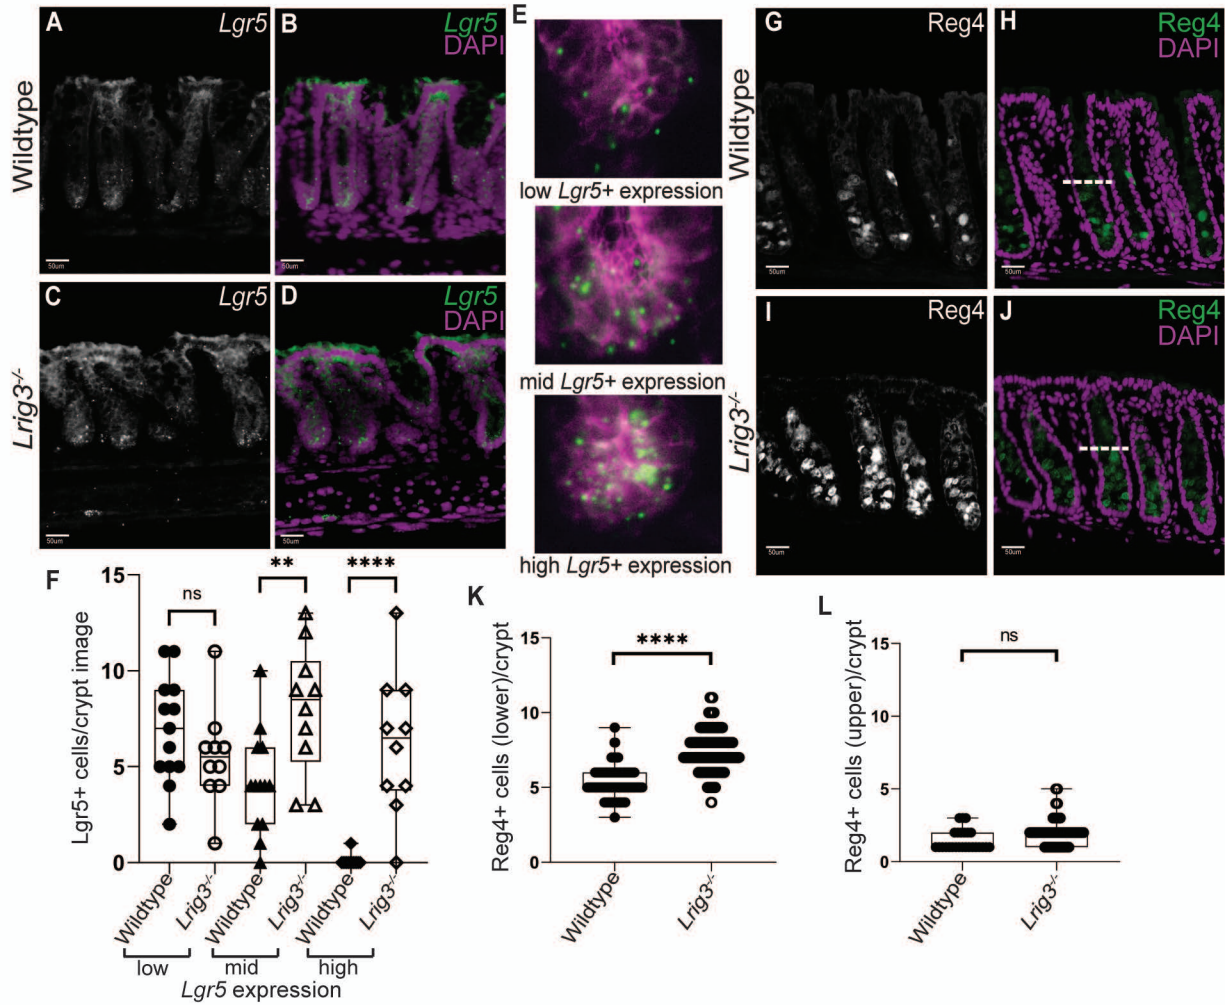 A
Lgr5
B
Lgr5
DAPI
E
G
Reg4
H
Reg4
DAPI
Wildtype
50um
50um
low Lgr5+ expression
Wildtype
50um
50um
C
Lgr5
D
Lgr5
DAPI
mid Lgr5+ expression
I
Reg4
J
Reg4
DAPI
Lrig3-/-
50um
50um
high Lgr5+ expression
Lrig3-/-
50um
50um
F
Lgr5+ cells/crypt image
15
10
5
0
ns
**
****
Wildtype
Lrig3-/-
Wildtype
Lrig3-/-
Wildtype
Lrig3-/-
low
mid
high
Lgr5 expression
K
Reg4+ cells (lower)/crypt
15
10
5
0
****
Wildtype
Lrig3-/-
L
Reg4+ cells (upper)/crypt
15
10
5
0
ns
Wildtype
Lrig3-/-